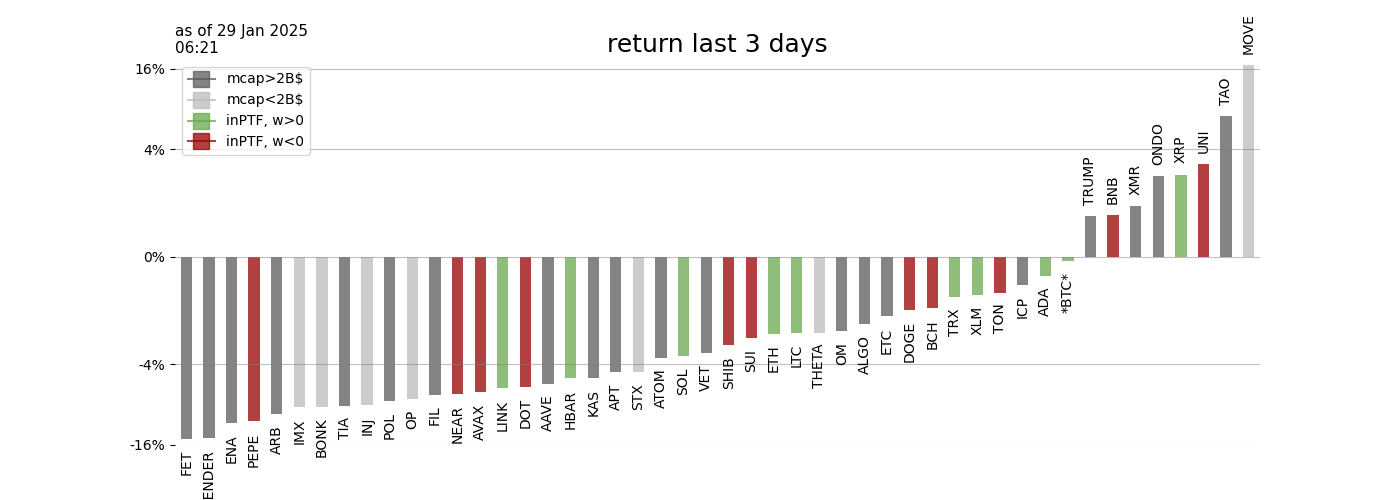 as of 29 Jan 2025
06:21
return last 3 days
mcap>2B$
mcap<2B$
inPTF, w>0
inPTF, w<0
16%
4%
0%
-4%
-16%
FET
ENDER
ENA
PEPE
ARB
IMX
BONK
TIA
INJ
POL
OP
FIL
NEAR
AVAX
LINK
DOT
AAVE
HBAR
KAS
APT
STX
ATOM
SOL
VET
SHIB
SUI
ETH
LTC
THETA
OM
ALGO
ETC
DOGE
BCH
TRX
XLM
TON
ICP
ADA
*BTC*
TRUMP
BNB
XMR
ONDO
XRP
UNI
TAO
MOVE